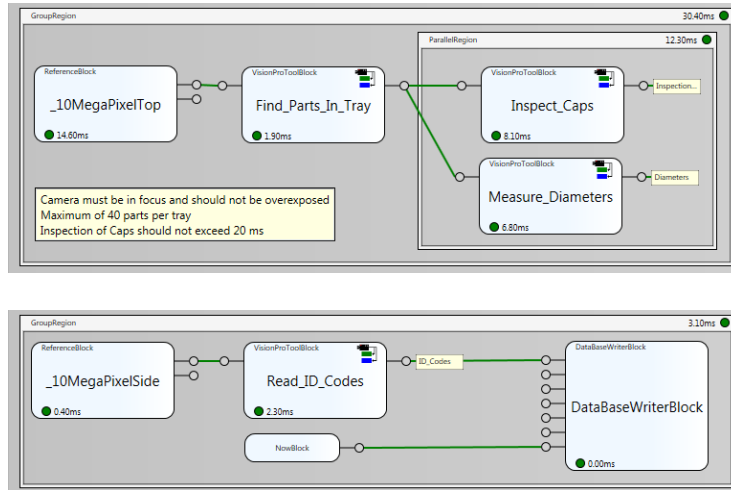 GroupRegion
30.40ms
ParallelRegion
12.30ms
ReferenceBlock
_10MegaPixelTop
14.60ms
VisionProToolBlock
Find_Parts_In_Tray
1.90ms
VisionProToolBlock
Inspect_Caps
8.10ms
Inspection...
VisionProToolBlock
Measure_Diameters
6.80ms
Diameters
Camera must be in focus and should not be overexposed
Maximum of 40 parts per tray
Inspection of Caps should not exceed 20 ms
GroupRegion
3.10ms
ReferenceBlock
_10MegaPixelSide
0.40ms
VisionProToolBlock
Read_ID_Codes
2.30ms
ID_Codes
NowBlock
DataBaseWriterBlock
DataBaseWriterBlock
0.00ms